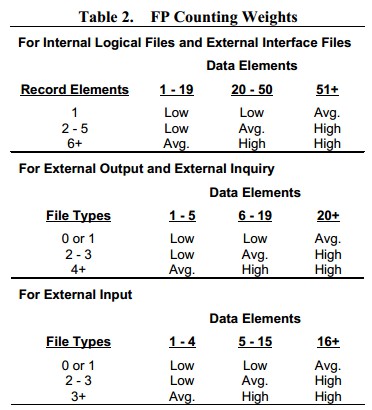 Table 2. FP Counting Weights
For Internal Logical Files and External Interface Files
Data Elements
Record Elements 1 - 19 20 - 50 51+
1 Low Low Avg.
2 - 5 Low Avg. High
6+ Avg. High High
For External Output and External Inquiry
Data Elements
File Types 1 - 5 6 - 19 20+
0 or 1 Low Low Avg.
2 - 3 Low Avg. High
4+ Avg. High High
For External Input
Data Elements
File Types 1 - 4 5 - 15 16+
0 or 1 Low Low Avg.
2 - 3 Low Avg. High
3+ Avg. High High